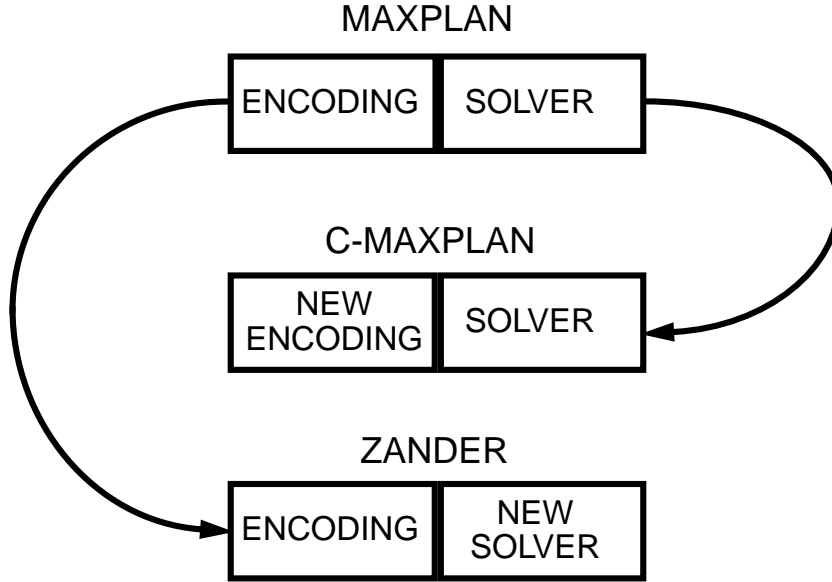 MAXPLAN
ENCODING SOLVER
C-MAXPLAN
NEW
ENCODING
SOLVER
ZANDER
ENCODING
NEW
SOLVER